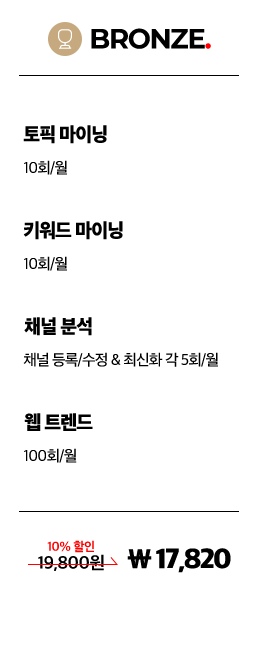 BRONZE.
토픽 마이닝
10회/월
키워드 마이닝
10회/월
채널 분석
채널 등록/수정 & 최신화 각 5회/월
웹 트렌드
100회/월
10% 할인
19,800원
₩ 17,820